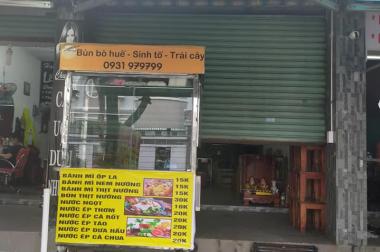 Bún bò huế - Sinh tố - Trái cây
0931 979799
BÁNH MÌ ỐP LA 15K
BÁNH MÌ NEM NƯỚNG 15K
BÁNH MÌ THỊT NƯỚNG 15K
BÚN THỊT NƯỚNG 30K
NƯỚC NGỌT 10K
NƯỚC ÉP THƠM 20K
NƯỚC ÉP CÀ RỐT 20K
NƯỚC ÉP TÁO 20K
NƯỚC ÉP DƯA HẤU 20K
NƯỚC ÉP CÀ CHUA 20K